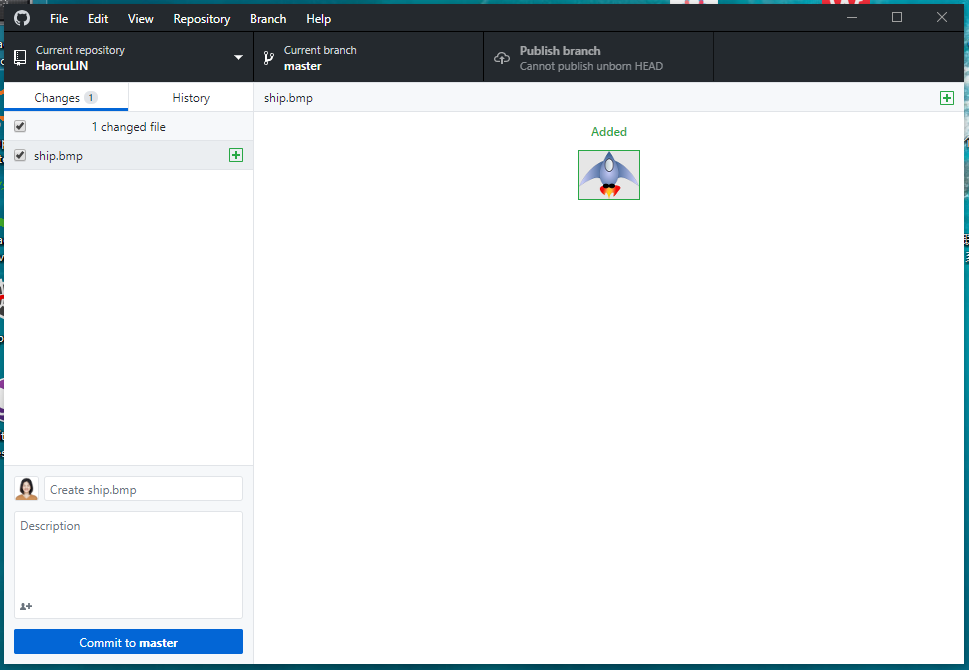 File Edit View Repository Branch Help
Current repository
HaoruLIN
Current branch
master
Publish branch
Cannot publish unborn HEAD
Changes 1
History
ship.bmp
1 changed file
ship.bmp
Added
Create ship.bmp
Description
Commit to master